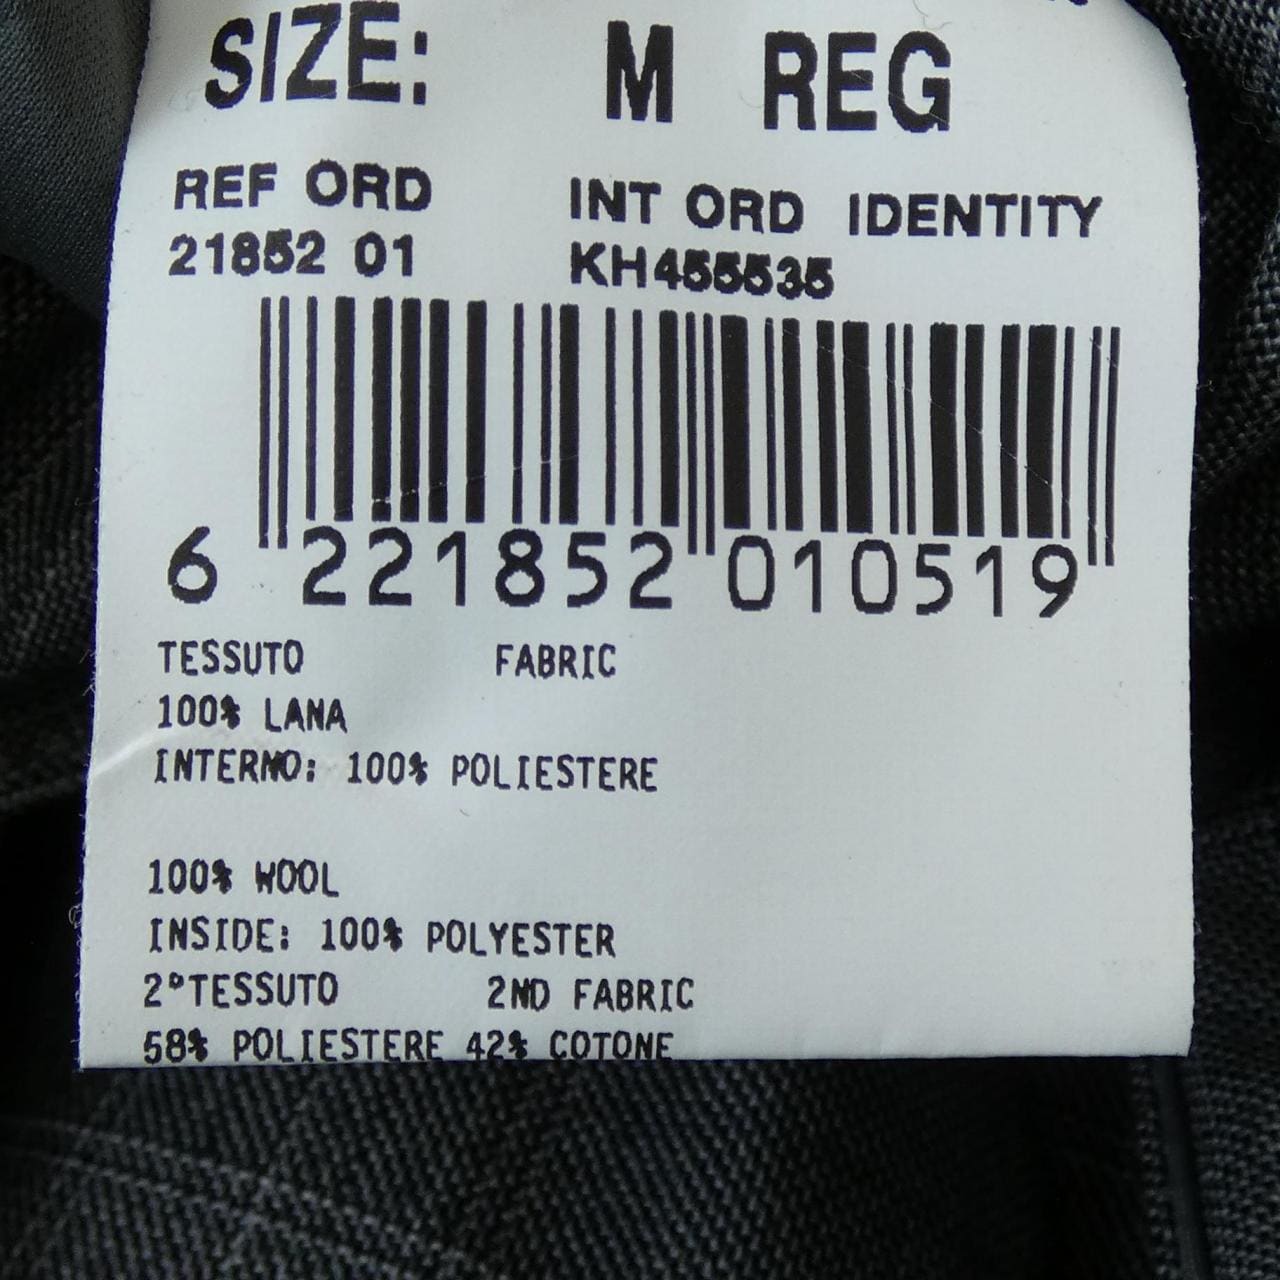 SIZE: M REG
REF ORD INT ORD IDENTITY
21852 01 KH455535
6 221852 010519
TESSUTO FABRIC
100% LANA
INTERNO: 100% POLIESTERE
100% WOOL
INSIDE: 100% POLYESTER
2°TESSUTO 2ND FABRIC
58% POLIESTERE 42% COTONE